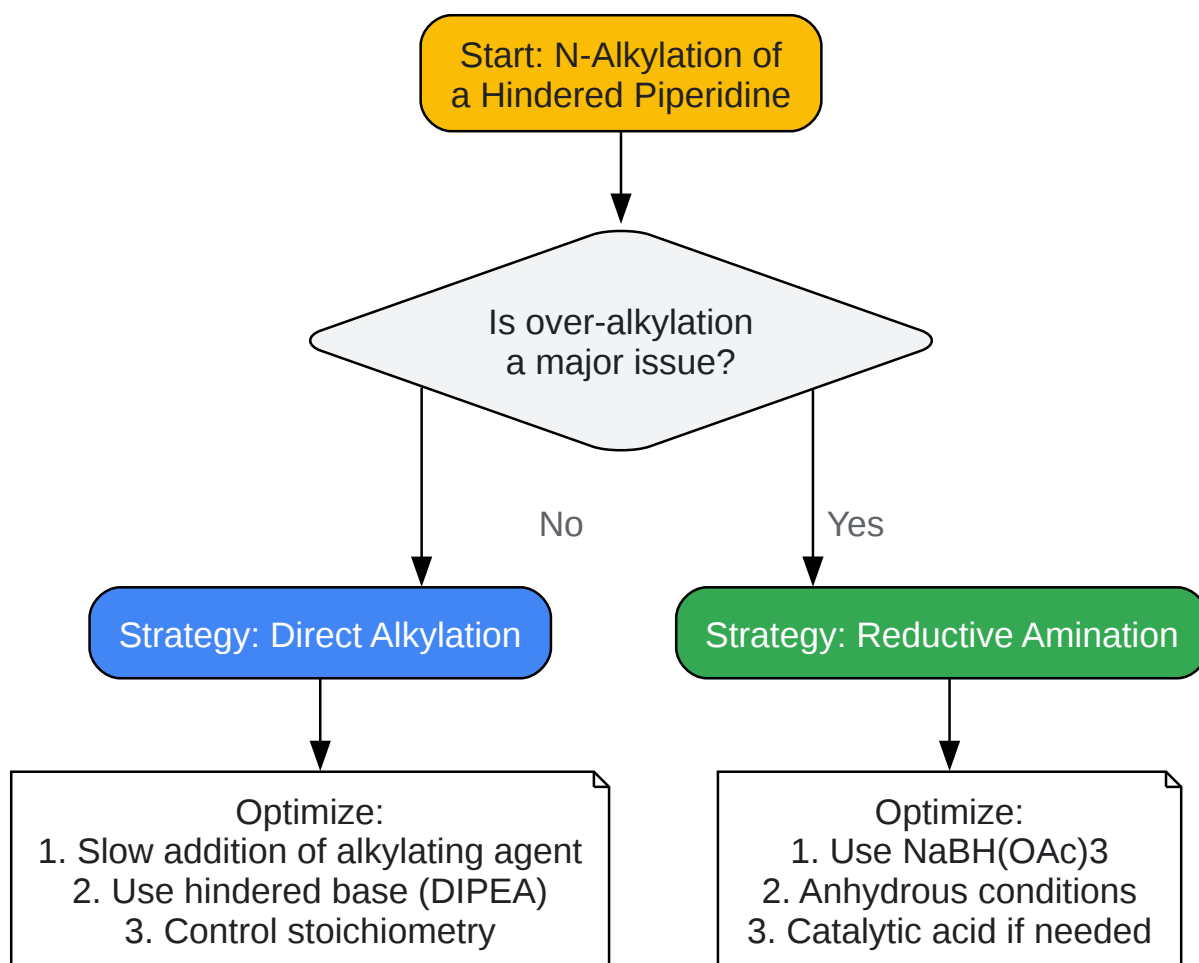 Start: N-Alkylation of
a Hindered Piperidine
Is over-alkylation
a major issue?
No
Yes
Strategy: Direct Alkylation
Strategy: Reductive Amination
Optimize:
1. Slow addition of alkylating agent
2. Use hindered base (DIPEA)
3. Control stoichiometry
Optimize:
1. Use NaBH(OAc)3
2. Anhydrous conditions
3. Catalytic acid if needed